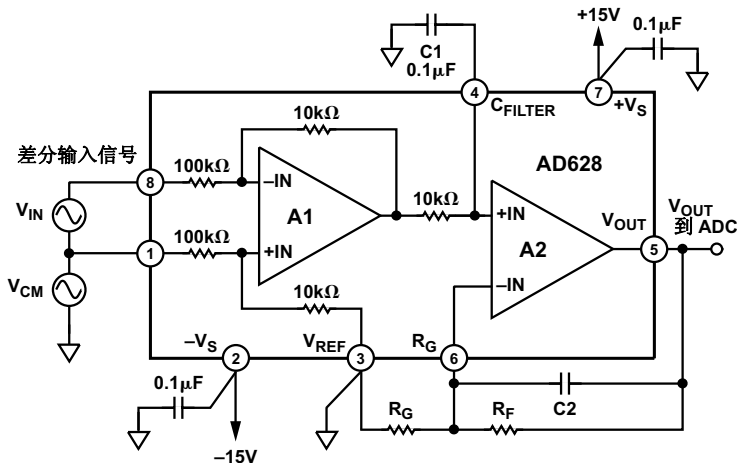 +15V
0.1µF
C1
0.1µF
4
CFILTER
7
+VS
10kΩ
差分输入信号
100kΩ
8
–IN
10kΩ
AD628
VIN
A1
+IN
VOUT
VOUT
到 ADC
100kΩ
1
+IN
A2
5
VCM
10kΩ
–IN
–VS
VREF
RG
2
3
6
0.1µF
RG
RF
C2
–15V